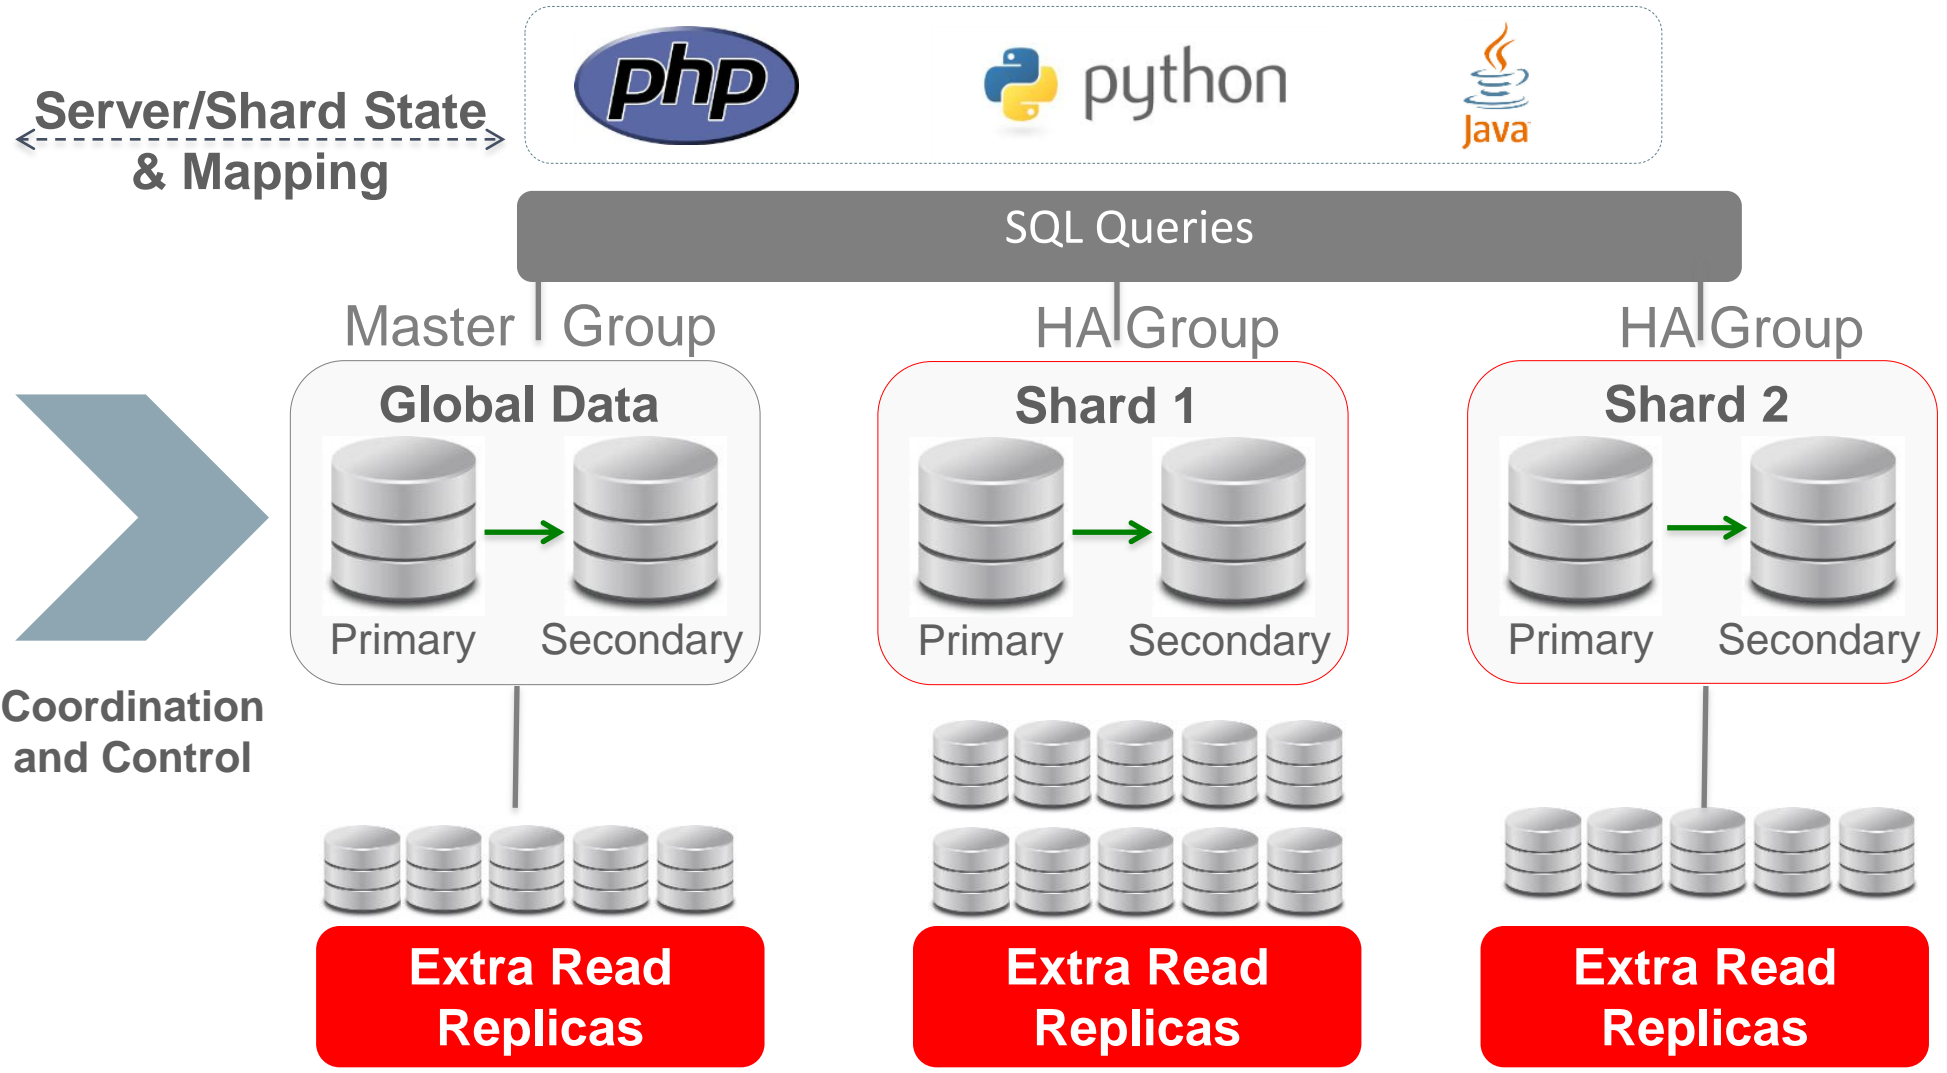 php
python
Java
Server/Shard State
& Mapping
SQL Queries
Master Group
HA Group
HA Group
Global Data
Shard 1
Shard 2
Primary
Secondary
Primary
Secondary
Primary
Secondary
Coordination
and Control
Extra Read
Replicas
Extra Read
Replicas
Extra Read
Replicas